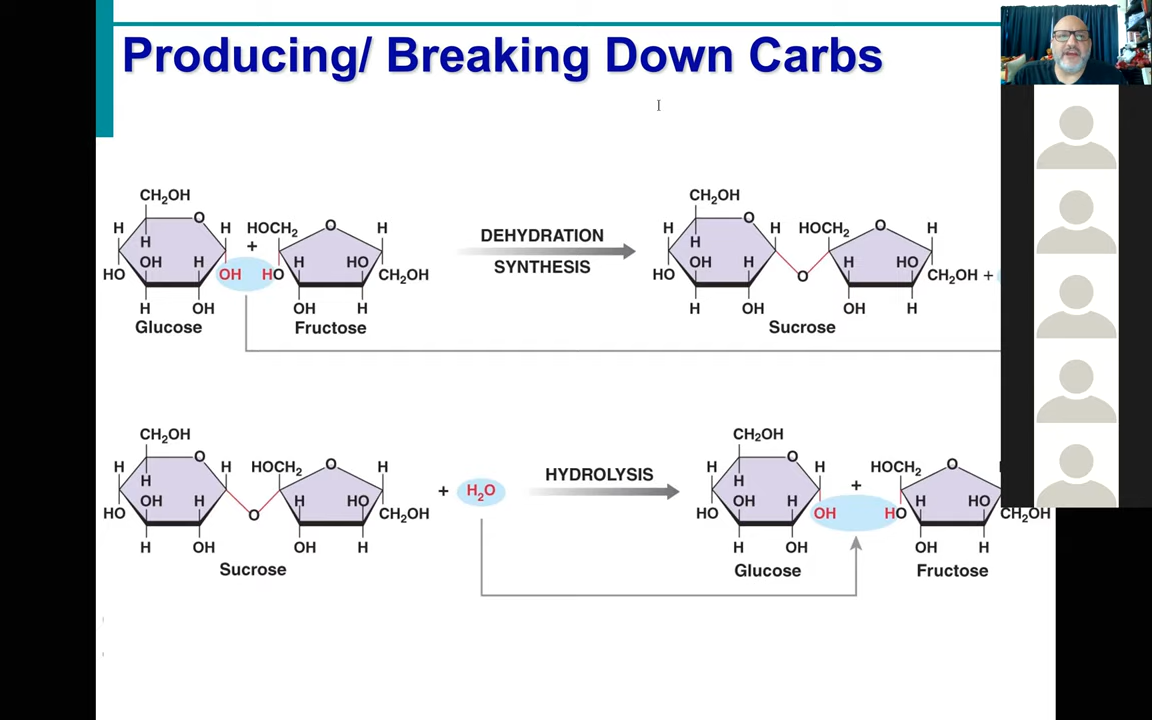 Producing/ Breaking Down Carbs
CH₂OH
O
H
H
OH
H
HO
H
OH
OH
Glucose
+
HOCH₂
O
H
H
HO
HO
CH₂OH
OH
H
Fructose
DEHYDRATION
SYNTHESIS
CH₂OH
O
H
H
H
OH
H
HO
H
OH
O
HOCH₂
O
H
H
HO
CH₂OH +
OH
H
Sucrose
CH₂OH
O
H
H
H
OH
H
HO
H
OH
O
HOCH₂
O
H
H
HO
CH₂OH
OH
H
Sucrose
+ H₂O
HYDROLYSIS
CH₂OH
O
H
H
H
OH
H
HO
OH
H
OH
Glucose
+
HOCH₂
O
H
HO
HO
CH₂OH
OH
H
Fructose